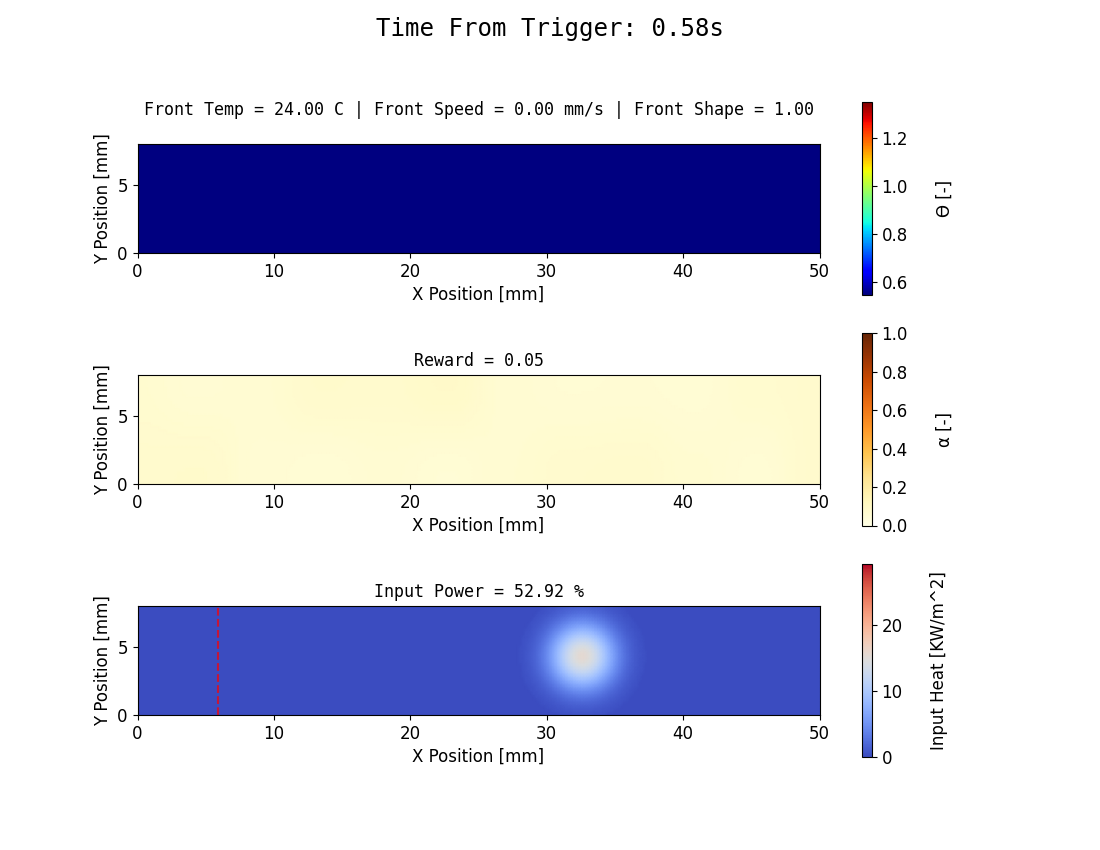 Time From Trigger: 0.58s
Front Temp = 24.00 C | Front Speed = 0.00 mm/s | Front Shape = 1.00
Y Position [mm]
5
0
0 10 20 30 40 50
X Position [mm]
1.2
1.0
0.8
0.6
Θ [-]
Reward = 0.05
Y Position [mm]
5
0
0 10 20 30 40 50
X Position [mm]
1.0
0.8
0.6
0.4
0.2
0.0
α [-]
Input Power = 52.92 %
Y Position [mm]
5
0
0 10 20 30 40 50
X Position [mm]
20
10
0
Input Heat [KW/m^2]